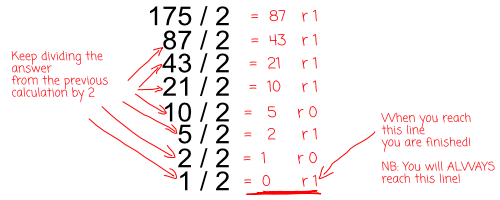 175 / 2 = 87 r 1
87 / 2 = 43 r 1
43 / 2 = 21 r 1
21 / 2 = 10 r 1
10 / 2 = 5 r 0
5 / 2 = 2 r 1
2 / 2 = 1 r 0
1 / 2 = 0 r 1
Keep dividing the
answer
from the previous
calculation by 2
When you reach
this line
you are finished!
NB: You will ALWAYS
reach this line!